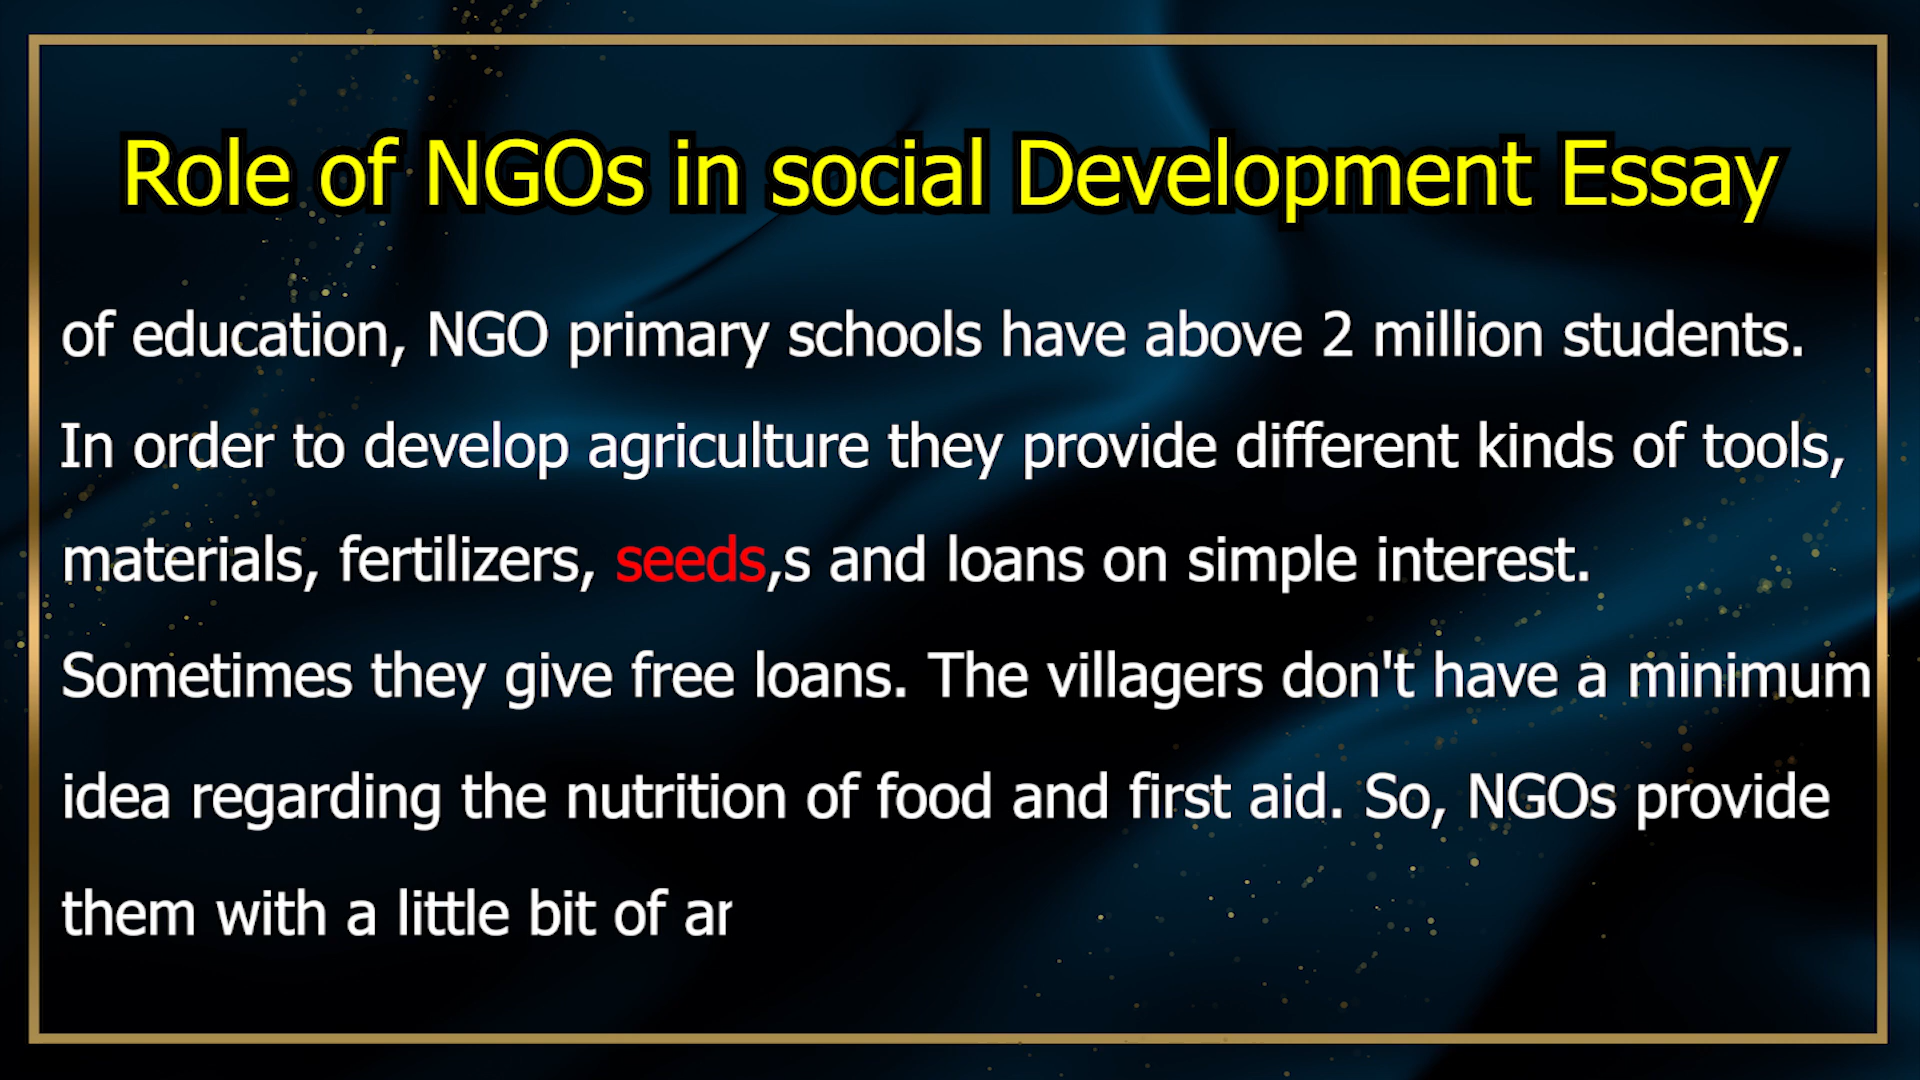 Role of NGOs in social Development Essay
of education, NGO primary schools have above 2 million students.
In order to develop agriculture they provide different kinds of tools,
materials, fertilizers, seeds,s and loans on simple interest.
Sometimes they give free loans. The villagers don't have a minimum
idea regarding the nutrition of food and first aid. So, NGOs provide
them with a little bit of